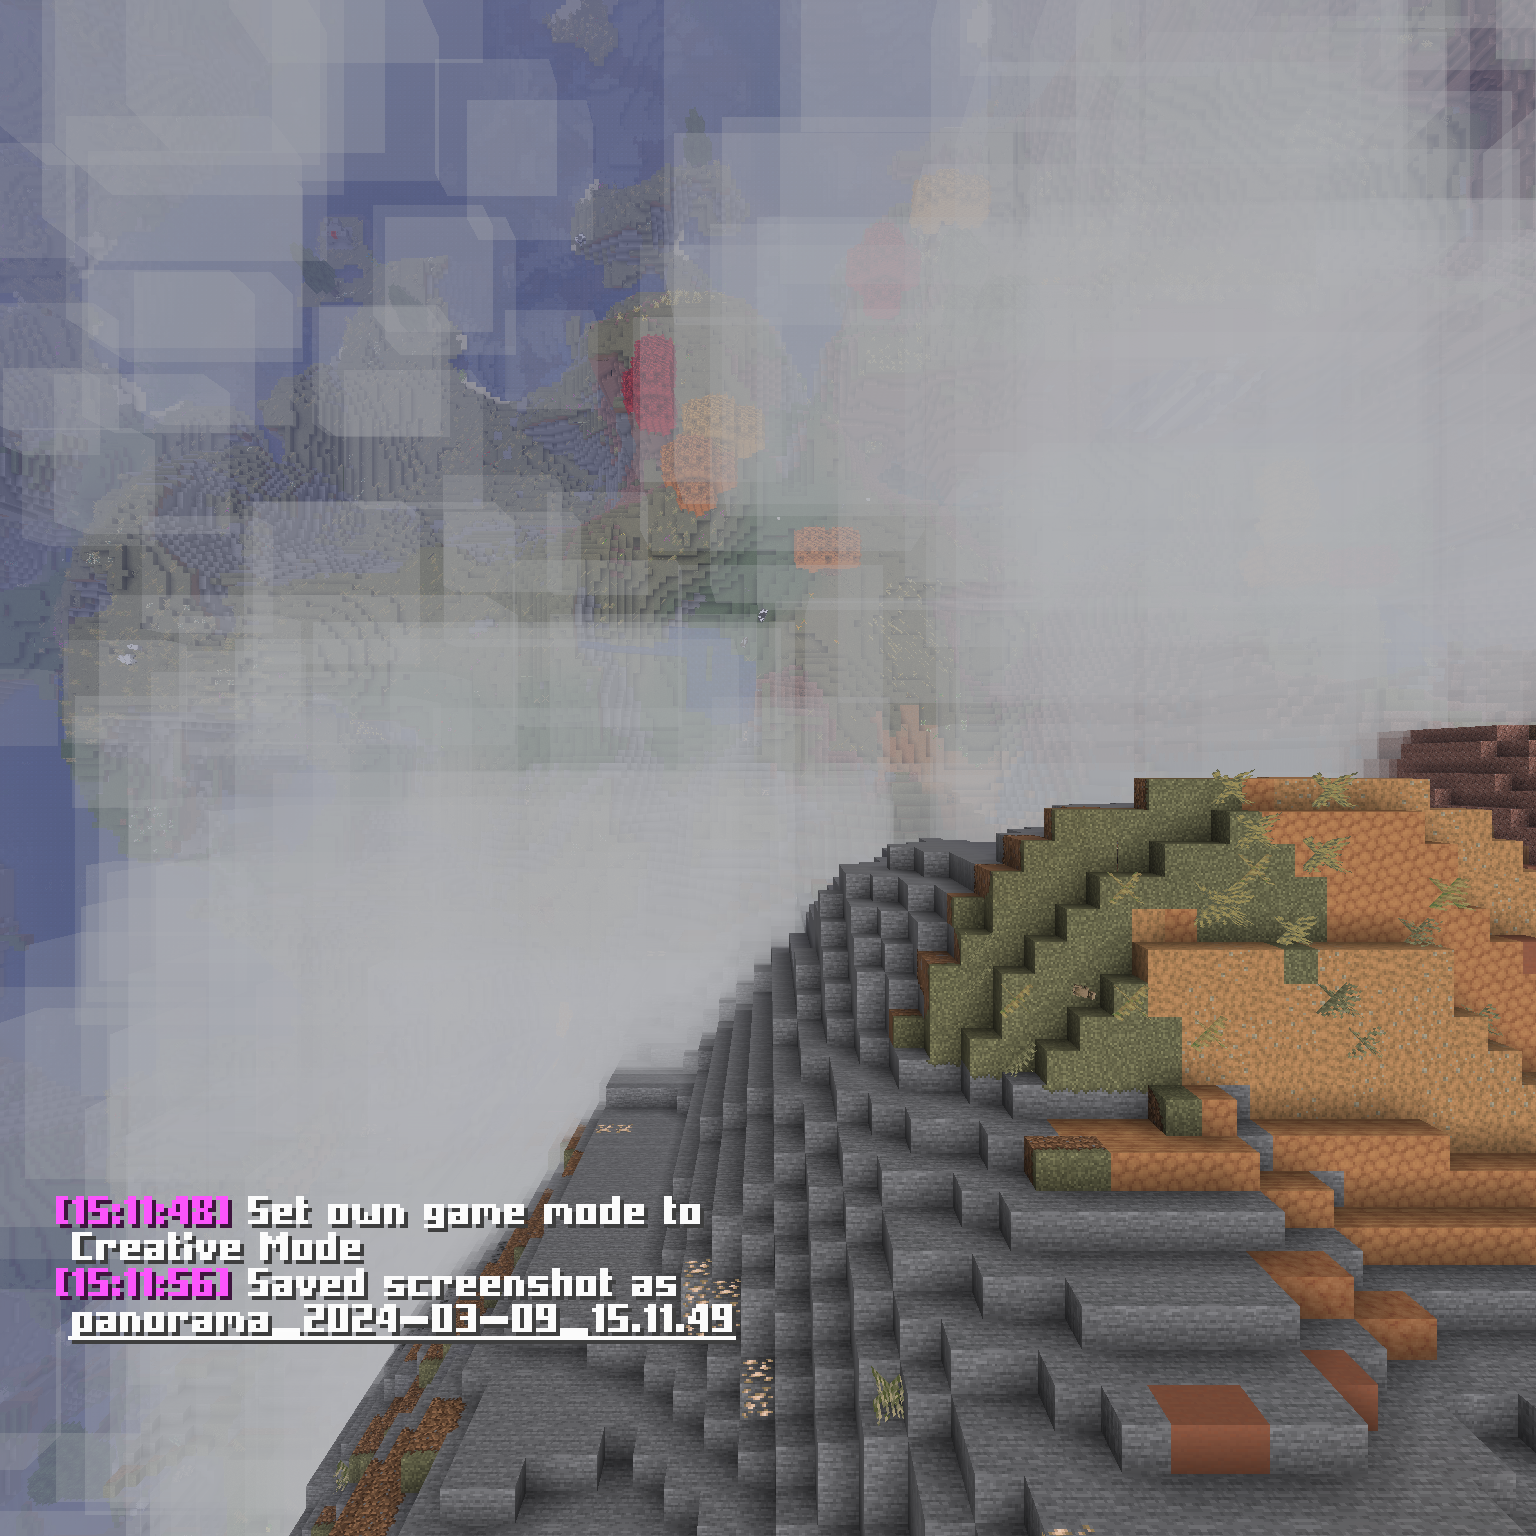 [15:11:48] Set own game mode to
Creative Mode
[15:11:56] Saved screenshot as
panorama_2024-03-09_15.11.49